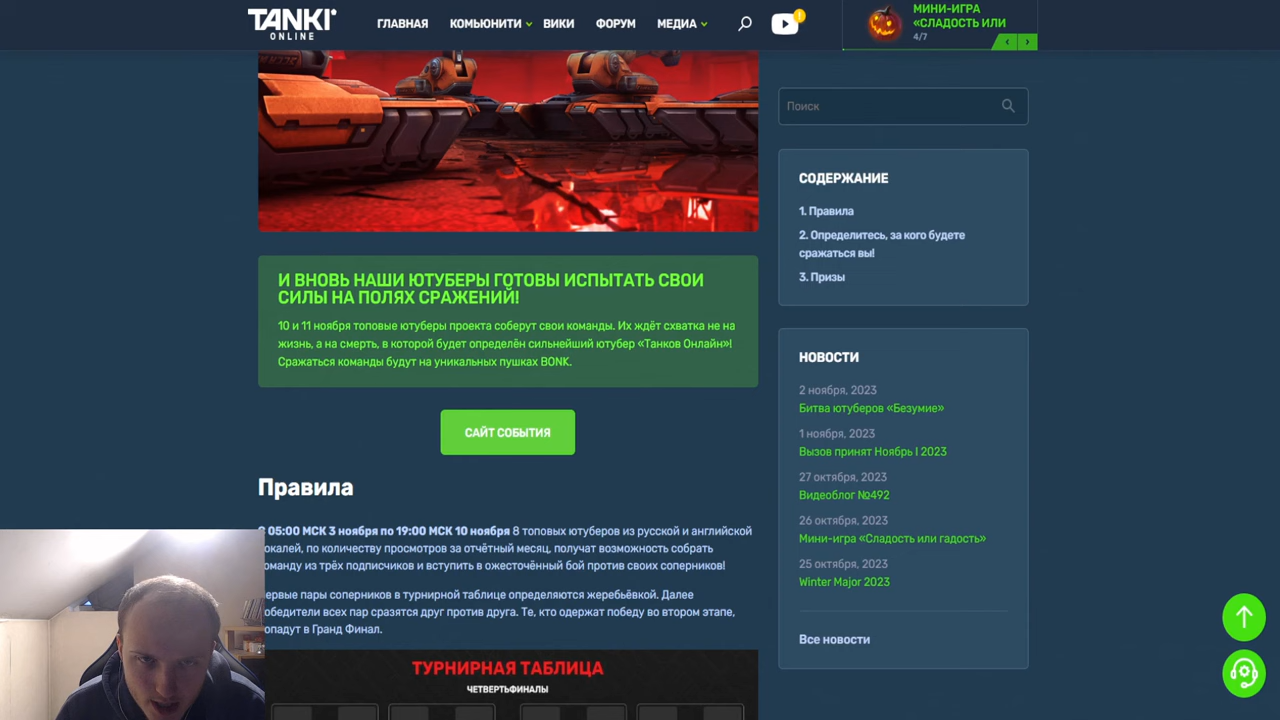 TANKI
ONLINE
ГЛАВНАЯ
КОМЬЮНИТИ
ВИКИ
ФОРУМ
МЕДИА
МИНИ-ИГРА
«СЛАДОСТЬ ИЛИ
4/7
И ВНОВЬ НАШИ ЮТУБЕРЫ ГОТОВЫ ИСПЫТАТЬ СВОИ
СИЛЫ НА ПОЛЯХ СРАЖЕНИЙ!
10 и 11 ноября топовые ютуберы проекта соберут свои команды. Их ждёт схватка не на
жизнь, а на смерть, в которой будет определён сильнейший ютубер «Танков Онлайн»!
Сражаться команды будут на уникальных пушках BONK.
САЙТ СОБЫТИЯ
Правила
05:00 МСК 3 ноября по 19:00 МСК 10 ноября 8 топовых ютуберов из русской и английской
окалей, по количеству просмотров за отчётный месяц, получат возможность собрать
оманду из трёх подписчиков и вступить в ожесточённый бой против своих соперников!
ервые пары соперников в турнирной таблице определяются жеребьёвкой. Далее
обедители всех пар сразятся друг против друга. Те, кто одержат победу во втором этапе,
опадут в Гранд Финал.
ТУРНИРНАЯ ТАБЛИЦА
ЧЕТВЕРТЬФИНАЛЫ
Поиск
СОДЕРЖАНИЕ
1. Правила
2. Определитесь, за кого будете
сражаться вы!
3. Призы
НОВОСТИ
2 ноября, 2023
Битва ютуберов «Безумие»
1 ноября, 2023
Вызов принят Ноябрь I 2023
27 октября, 2023
Видеоблог №492
26 октября, 2023
Мини-игра «Сладость или гадость»
25 октября, 2023
Winter Major 2023
Все новости